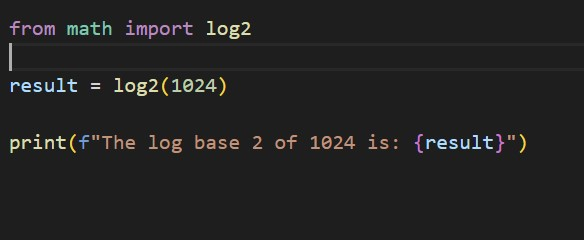 from math import log2
result = log2(1024)
print(f"The log base 2 of 1024 is: {result}")